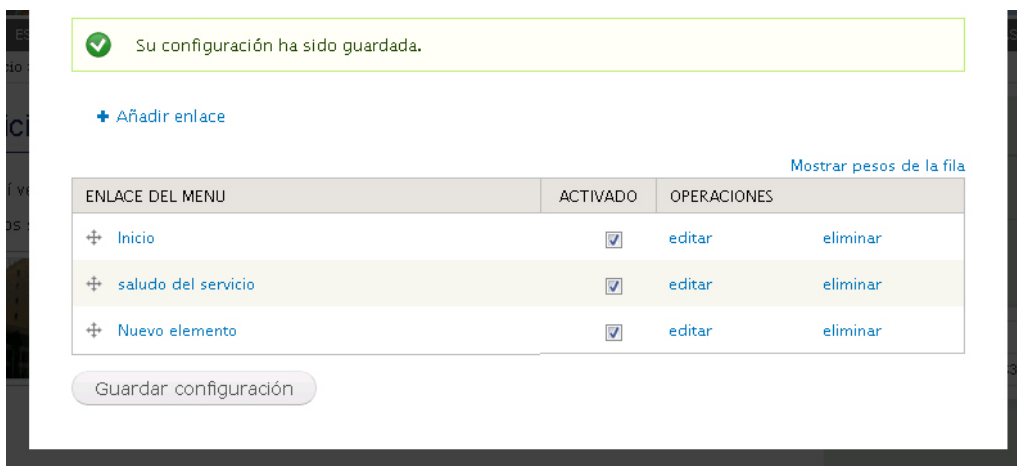 Su configuración ha sido guardada.
Añadir enlace
Mostrar pesos de la fila
ENLACE DEL MENU ACTIVADO OPERACIONES
Inicio editar eliminar
saludo del servicio editar eliminar
Nuevo elemento editar eliminar
Guardar configuración